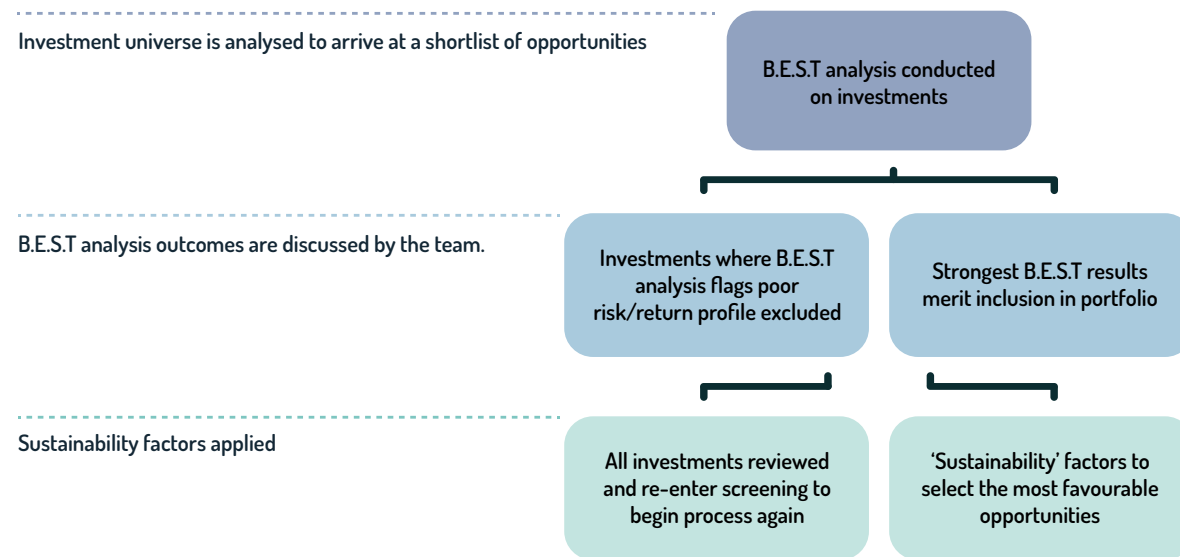 Investment universe is analysed to arrive at a shortlist of opportunities
B.E.S.T analysis conducted
on investments
B.E.S.T analysis outcomes are discussed by the team.
Investments where B.E.S.T
analysis flags poor
risk/return profile excluded
Strongest B.E.S.T results
merit inclusion in portfolio
Sustainability factors applied
All investments reviewed
and re-enter screening to
begin process again
‘Sustainability’ factors to
select the most favourable
opportunities